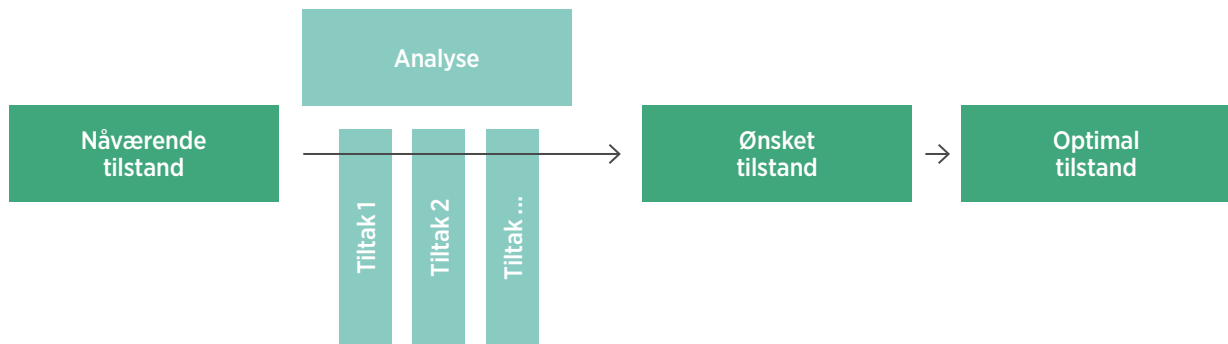 Analyse
Nåværende
tilstand
Ønsket
tilstand
Optimal
tilstand
Tiltak 1
Tiltak 2
Tiltak ...